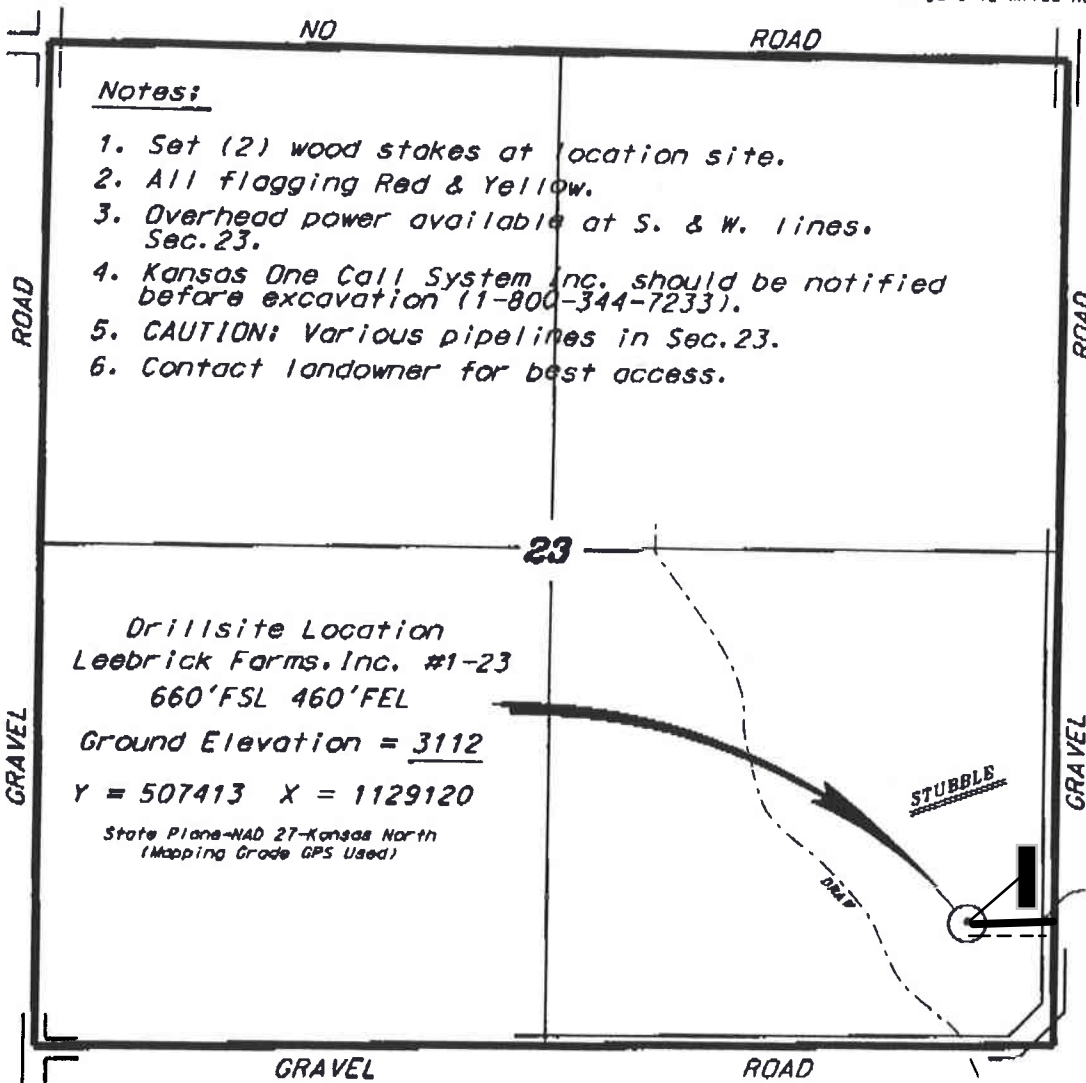 NO ROAD
Notes:
1. Set (2) wood stakes at location site.
2. All flagging Red & Yellow.
3. Overhead power available at S. & W. lines.
Sec.23.
4. Kansas One Call System Inc. should be notified
before excavation (1-800-344-7233).
5. CAUTION: Various pipelines in Sec.23.
6. Contact landowner for best access.
ROAD
ROAD
23
Drillsite Location
Leebrick Farms, Inc. #1-23
660'FSL 460'FEL
Ground Elevation = 3112
Y = 507413 X = 1129120
State Plane-NAD 27-Kansas North
(Mapping Grade GPS Used)
GRAVEL
GRAVEL
STUBBLE
DRAW
GRAVEL ROAD